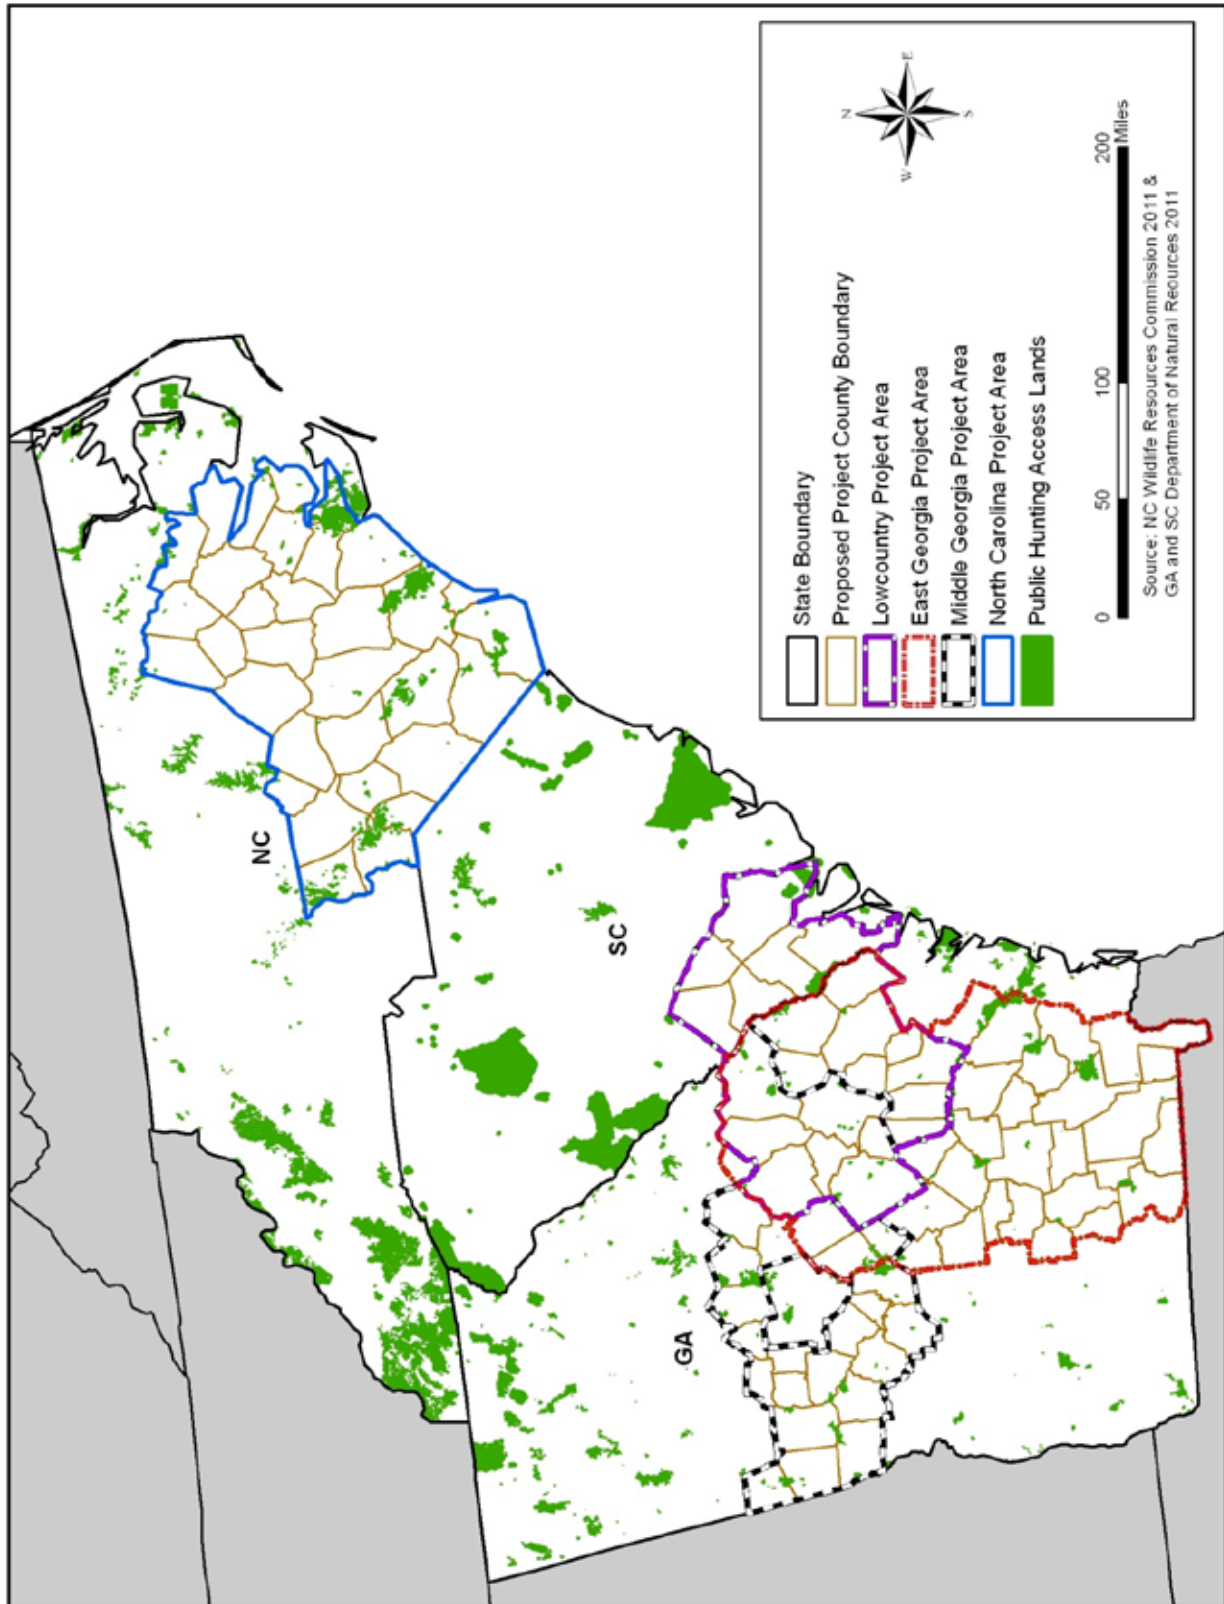 NC
SC
GA
N
W
E
S
State Boundary
Proposed Project County Boundary
Lowcountry Project Area
East Georgia Project Area
Middle Georgia Project Area
North Carolina Project Area
Public Hunting Access Lands
0 50 100 200
Miles
Source: NC Wildlife Resources Commission 2011 &
GA and SC Department of Natural Reources 2011